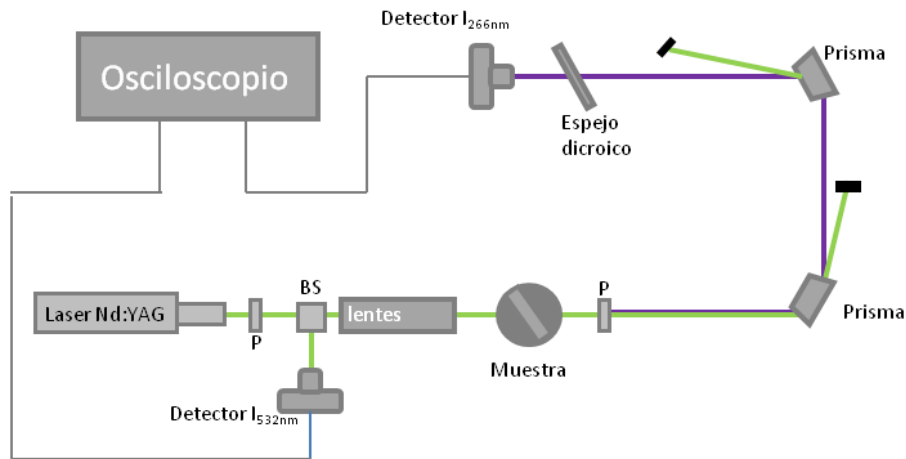 Detector I266nm
Prisma
Osciloscopio
Espejo
dicroico
BS
P
Laser Nd:YAG
lentes
P
Prisma
Muestra
Detector I532nm